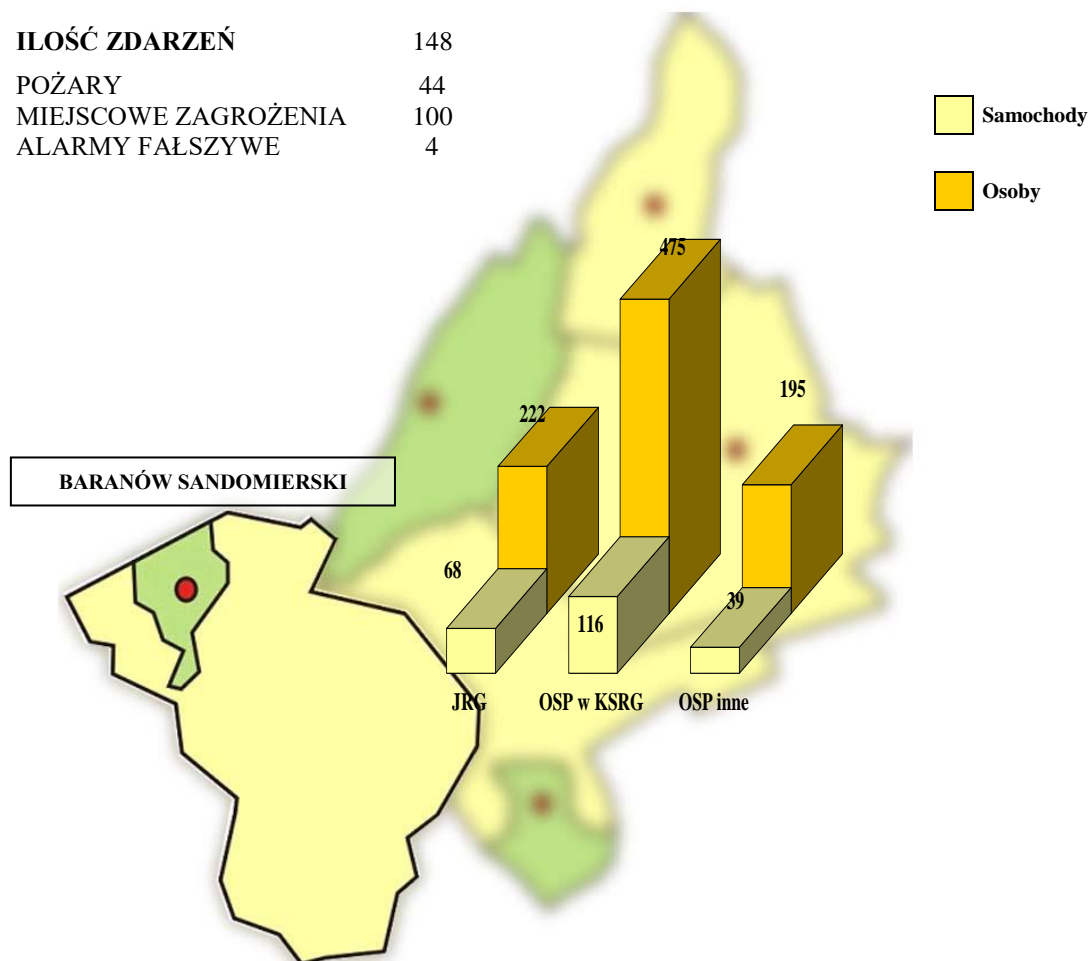 ILOŚĆ ZDARZEŃ 148
POŻARY 44
MIEJSCOWE ZAGROŻENIA 100
ALARMY FAŁSZYWE 4
Samochody
Osoby
475
195
222
BARANÓW SANDOMIERSKI
68
39
116
JRG OSP w KSRG OSP inne